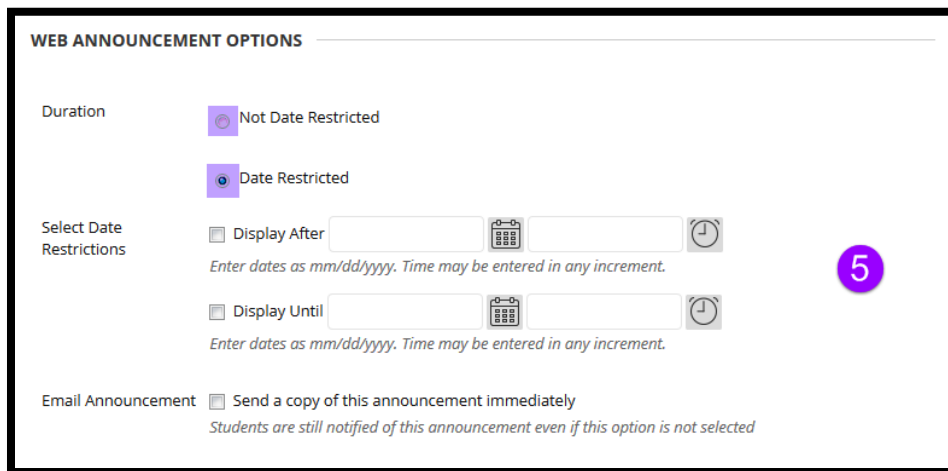 WEB ANNOUNCEMENT OPTIONS
Duration
Not Date Restricted
Date Restricted
Select Date
Restrictions
Display After
Enter dates as mm/dd/yyyy. Time may be entered in any increment.
5
Display Until
Enter dates as mm/dd/yyyy. Time may be entered in any increment.
Email Announcement Send a copy of this announcement immediately
Students are still notified of this announcement even if this option is not selected